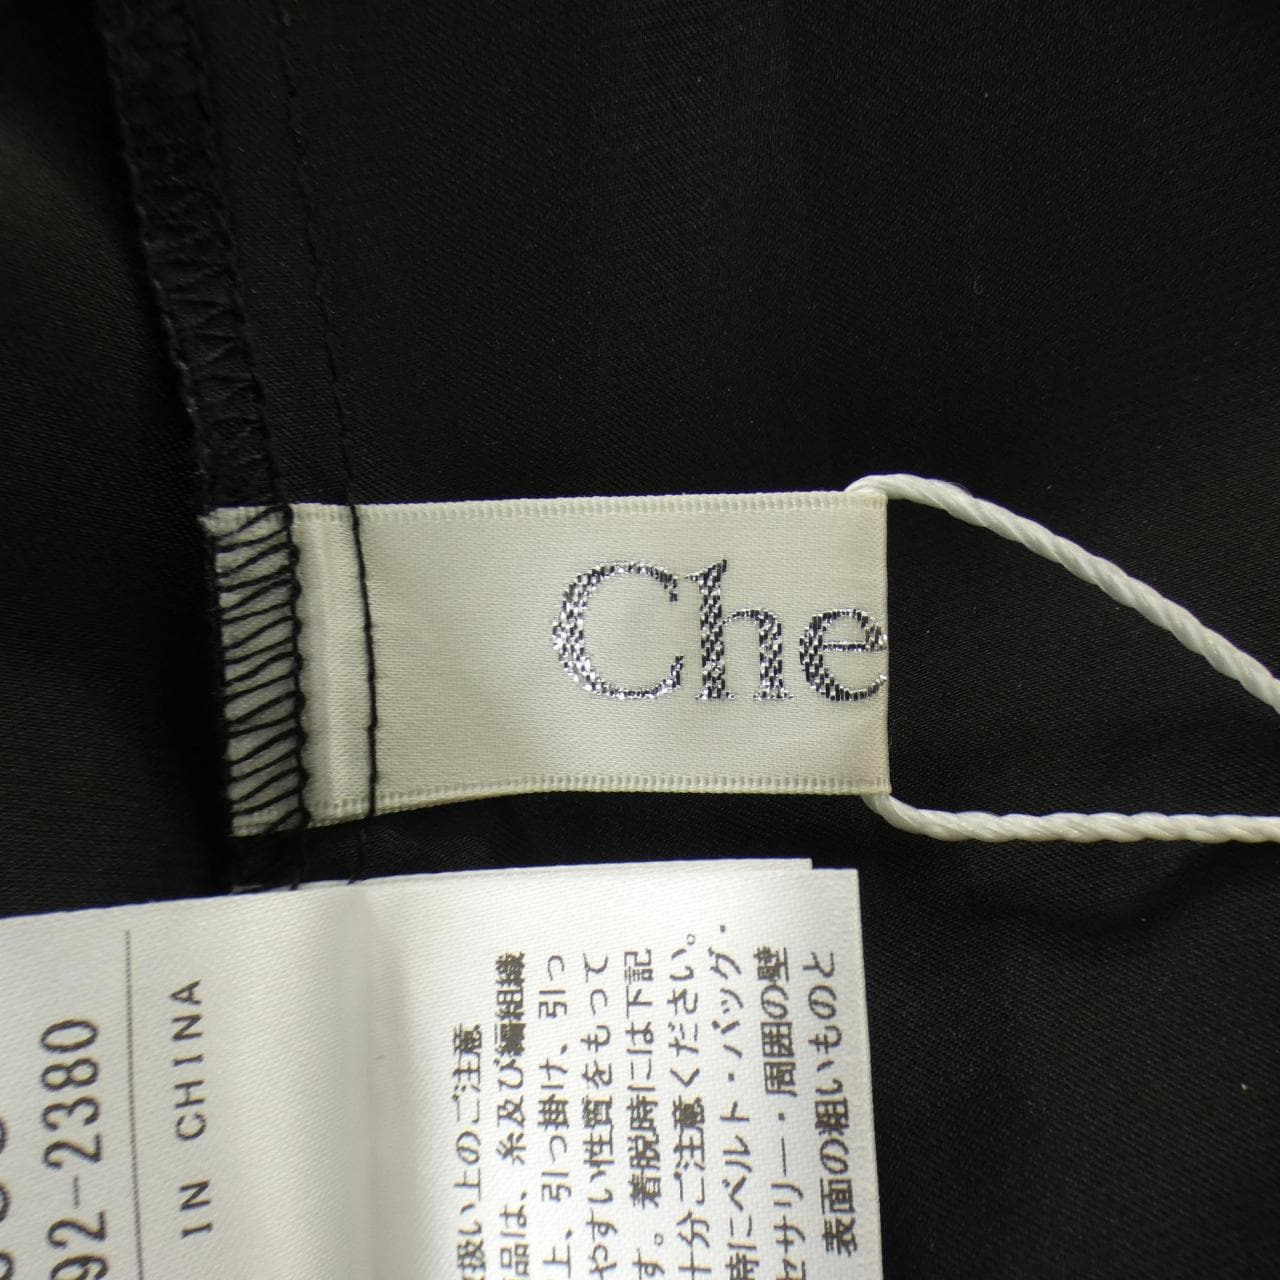 Che
92-2380
IN CHINA
扱い上のご注意
品は、糸及び編組織
上、引っ掛け、引っ
やすい性質をもって
す。着脱時には下記
十分ご注意ください。
時にベルト・バッグ・
セサリー・周囲の壁
表面の粗いものと